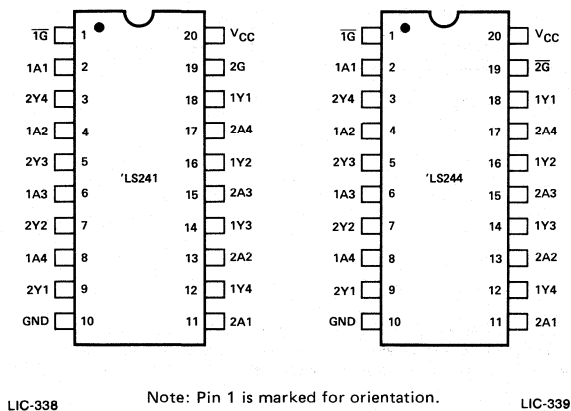 1G 1 20 VCC 1G 1 20 VCC
1A1 2 19 2G 1A1 2 19 2G
2Y4 3 18 1Y1 2Y4 3 18 1Y1
1A2 4 17 2A4 1A2 4 17 2A4
2Y3 5 16 1Y2 2Y3 5 16 1Y2
'LS241 'LS244
1A3 6 15 2A3 1A3 6 15 2A3
2Y2 7 14 1Y3 2Y2 7 14 1Y3
1A4 8 13 2A2 1A4 8 13 2A2
2Y1 9 12 1Y4 2Y1 9 12 1Y4
GND 10 11 2A1 GND 10 11 2A1
LIC-338 Note: Pin 1 is marked for orientation. LIC-339